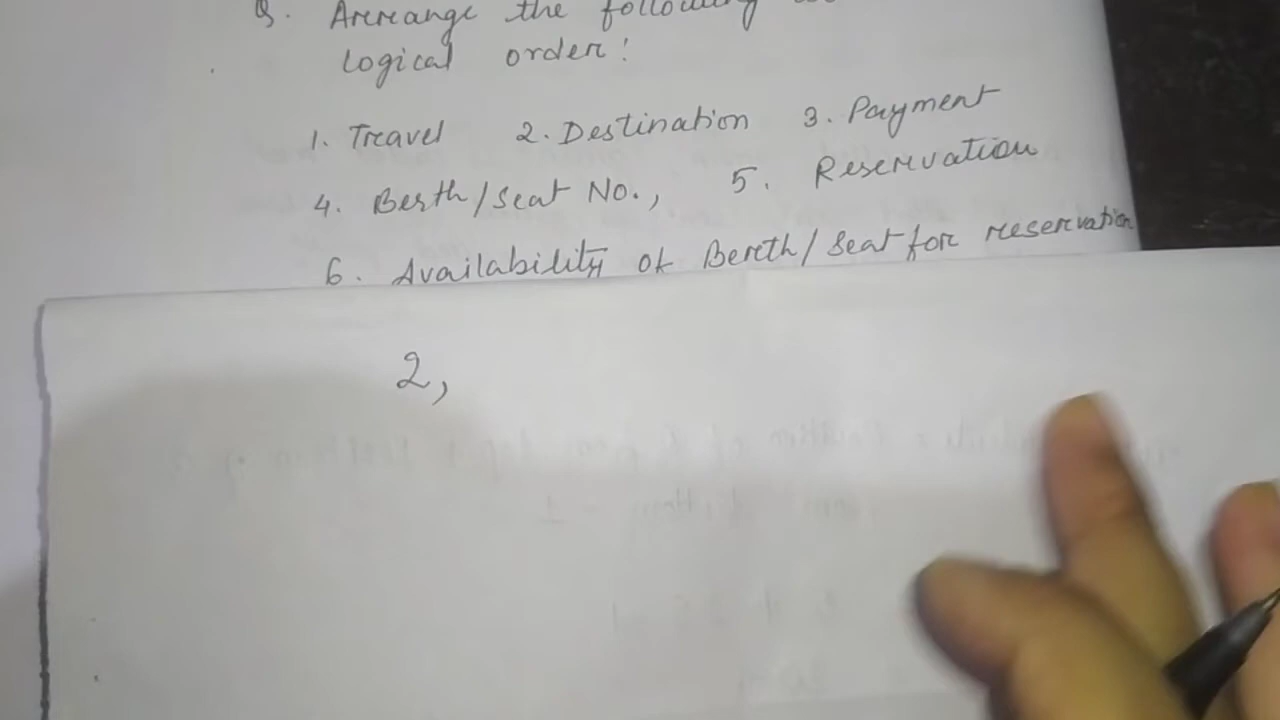 Q. Arrange the following
logical order:
1. Travel 2. Destination 3. Payment
4. Berth/Seat No., 5. Reservation
6. Availability of Berth/Seat for reservation
2,